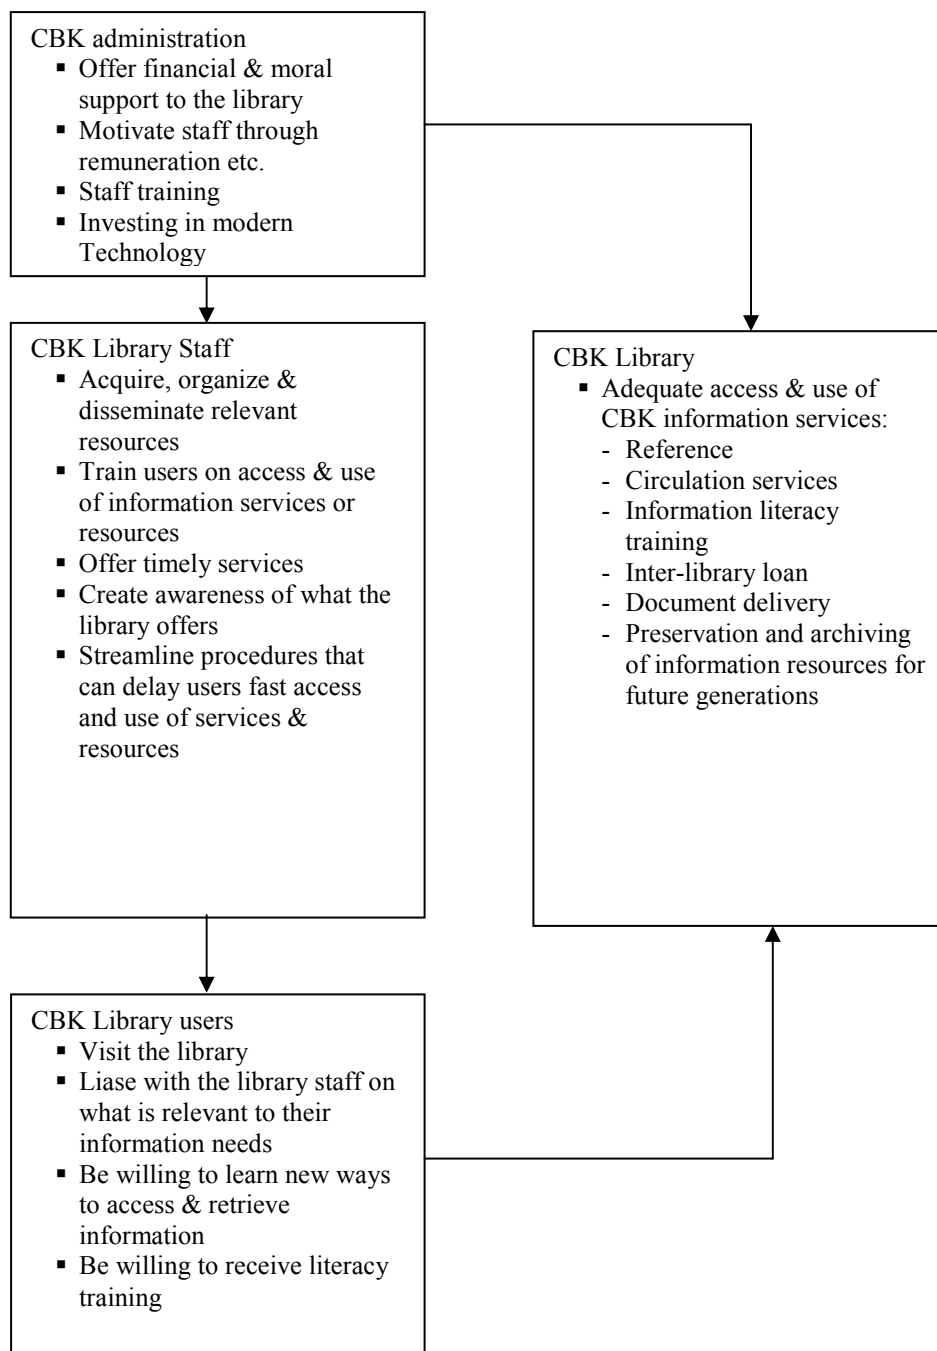 CBK administration
▪ Offer financial & moral
support to the library
▪ Motivate staff through
remuneration etc.
▪ Staff training
▪ Investing in modern
Technology
CBK Library Staff
▪ Acquire, organize &
disseminate relevant
resources
▪ Train users on access &
use of information services or
resources
▪ Offer timely services
▪ Create awareness of what the
library offers
▪ Streamline procedures that
can delay users fast access
and use of services &
resources
CBK Library
▪ Adequate access & use of
CBK information services:
- Reference
- Circulation services
- Information literacy
training
- Inter-library loan
- Document delivery
- Preservation and archiving
of information resources for
future generations
CBK Library users
▪ Visit the library
▪ Liase with the library staff on
what is relevant to their
information needs
▪ Be willing to learn new ways
to access & retrieve
information
▪ Be willing to receive literacy
training